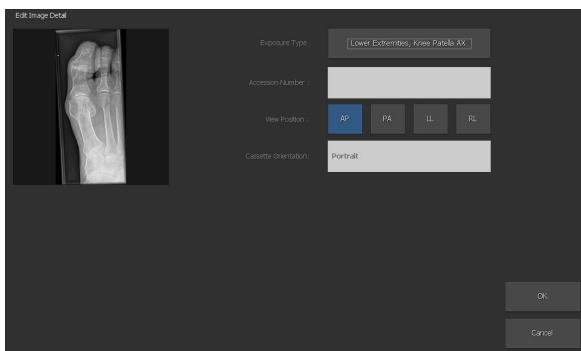 Edit Image Detail
Exposure Type :
Lower Extremities, Knee Patella AX
Accession Number :
View Position :
AP
PA
LL
RL
Cassette Orientation:
Portrait
OK
Cancel